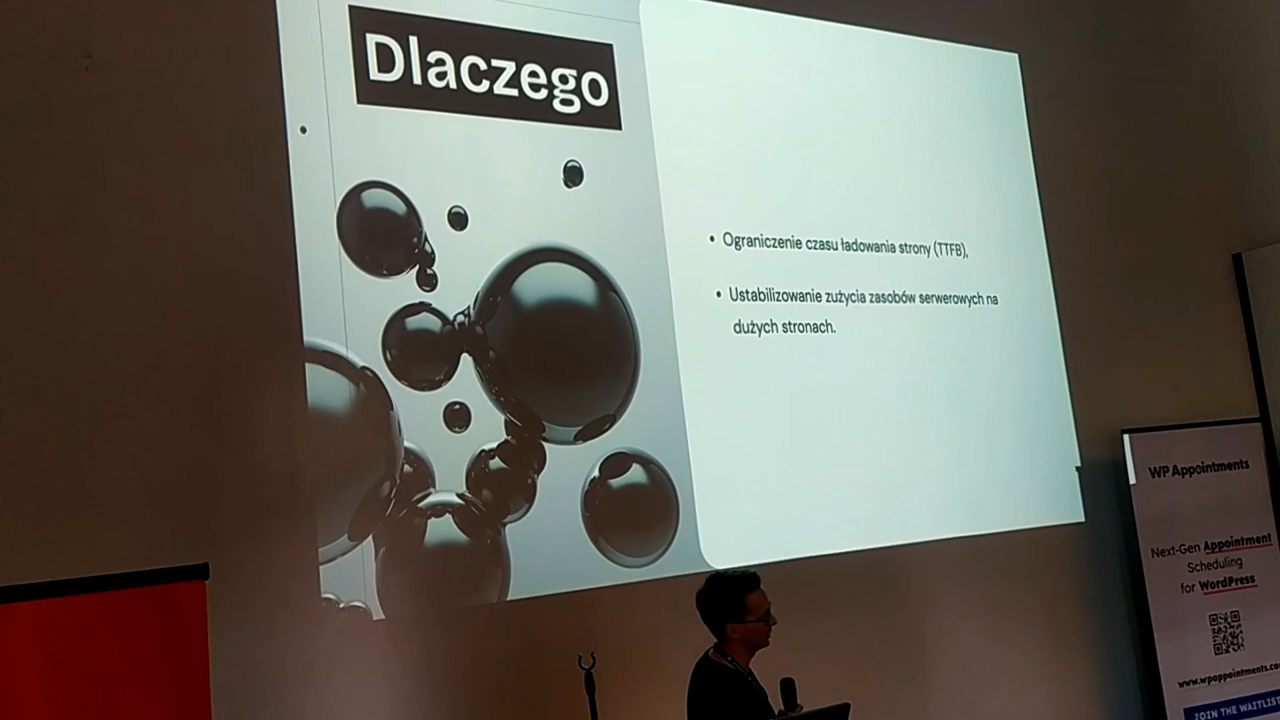 Dlaczego
• Ograniczenie czasu ładowania strony (TTFB),
• Ustabilizowanie zużycia zasobów serwerowych na
dużych stronach.
WP Appointments
Next-Gen Appointment
Scheduling
for WordPress
www.wpappointments.co
JOIN THE WAITLIST